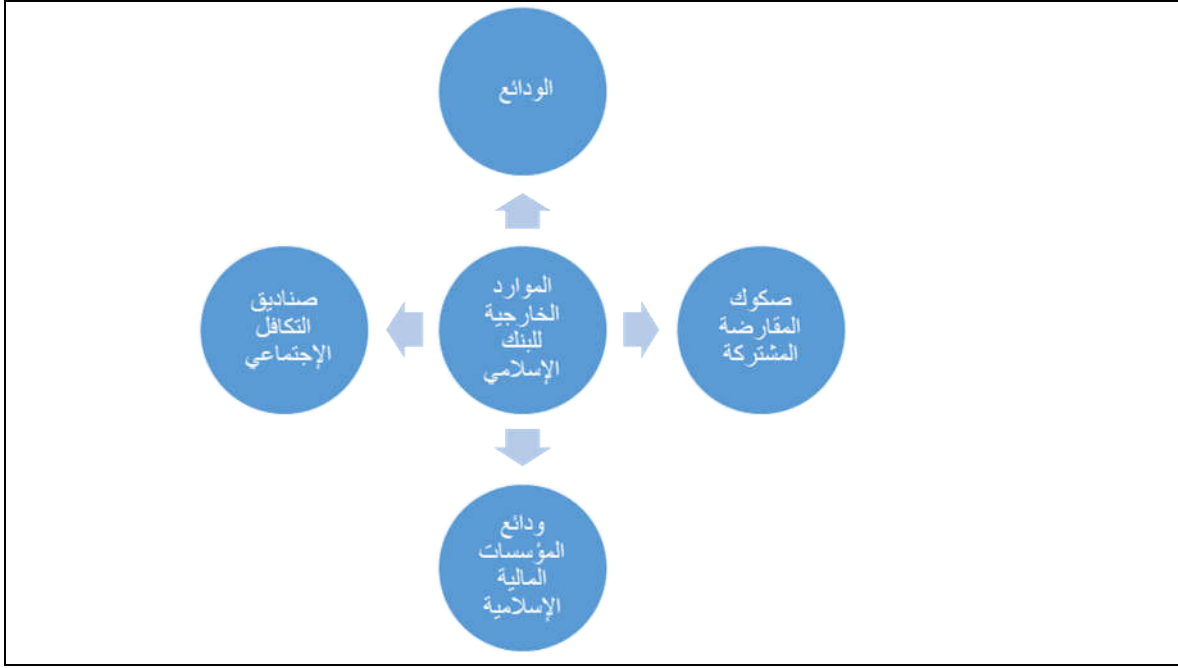 الودائع
صكوك
المقارضة
المشتركة
الموارد
الخارجية
للبنك
الإسلامي
صناديق
التكافل
الإجتماعي
ودائع
المؤسسات
المالية
الإسلامية